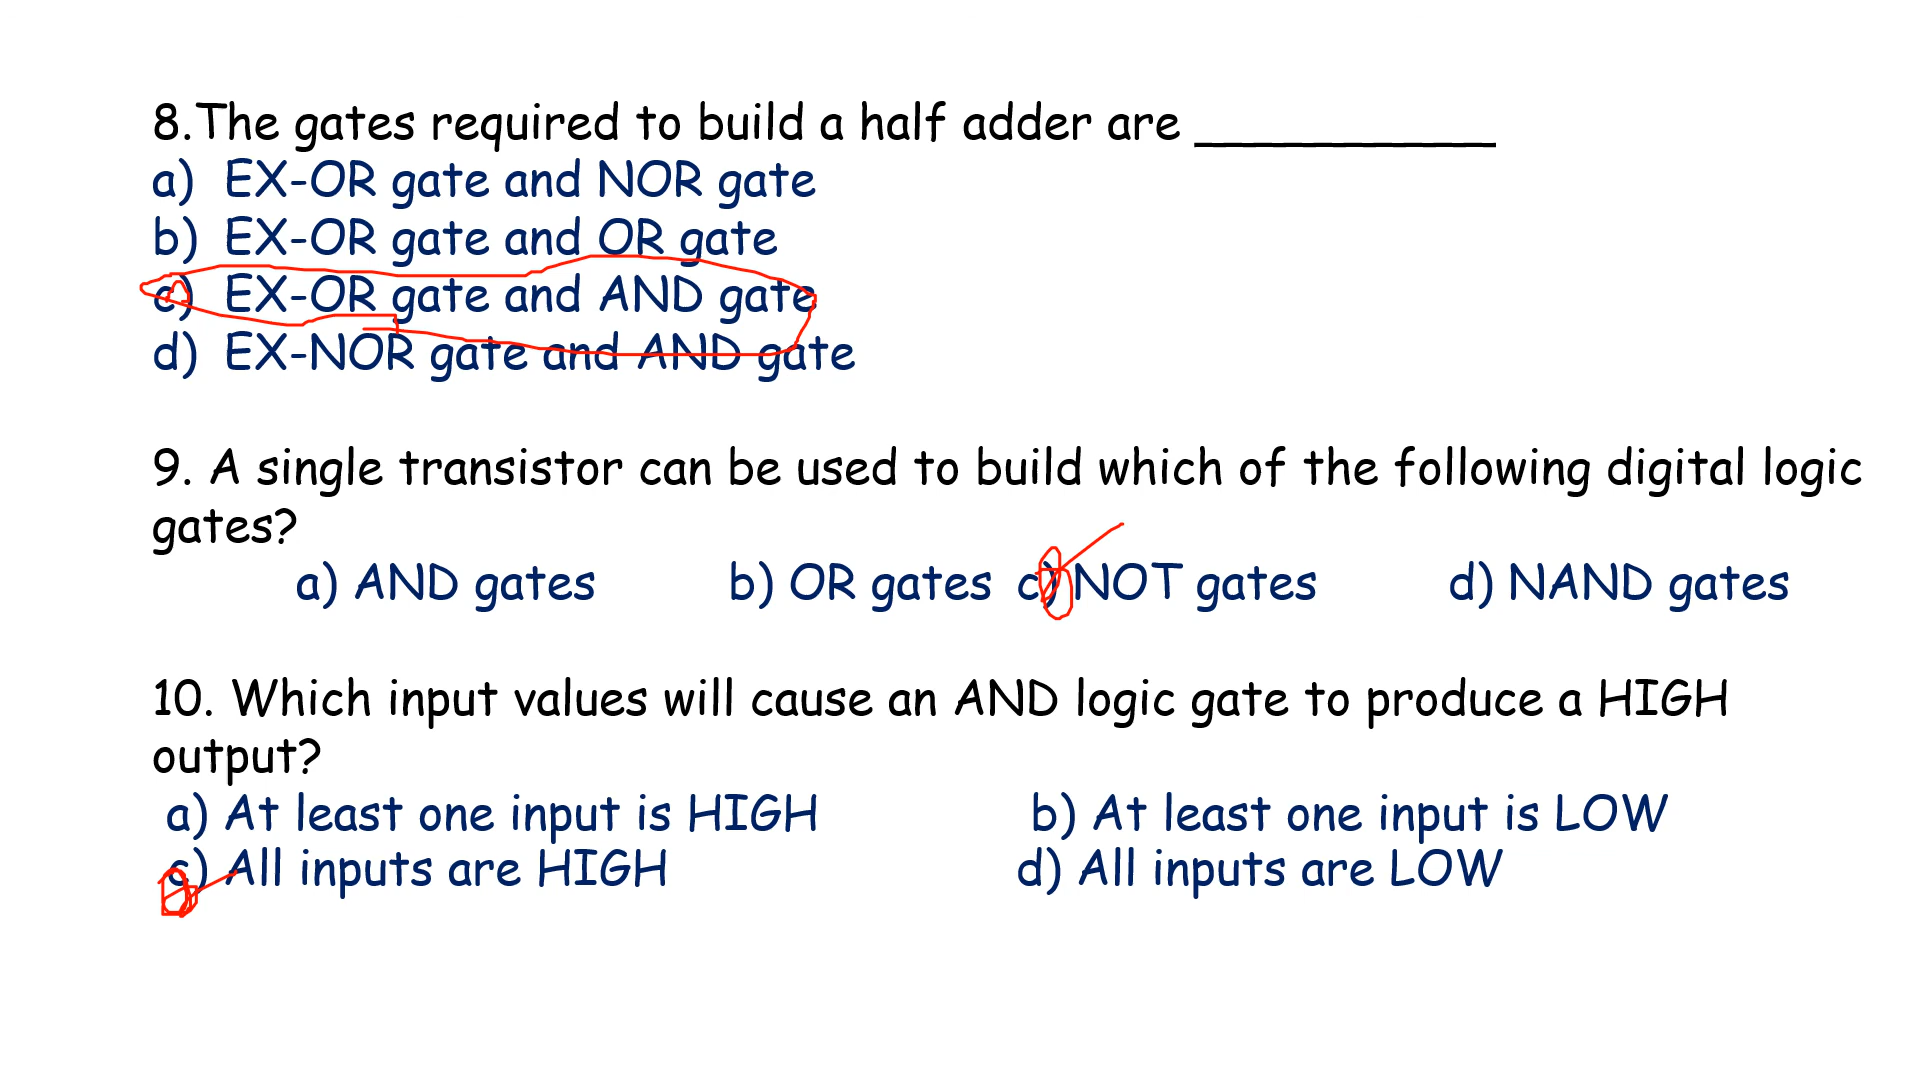 8.The gates required to build a half adder are __________
a) EX-OR gate and NOR gate
b) EX-OR gate and OR gate
c) EX-OR gate and AND gate
d) EX-NOR gate and AND gate
9. A single transistor can be used to build which of the following digital logic
gates?
a) AND gates b) OR gates c) NOT gates d) NAND gates
10. Which input values will cause an AND logic gate to produce a HIGH
output?
a) At least one input is HIGH b) At least one input is LOW
c) All inputs are HIGH d) All inputs are LOW